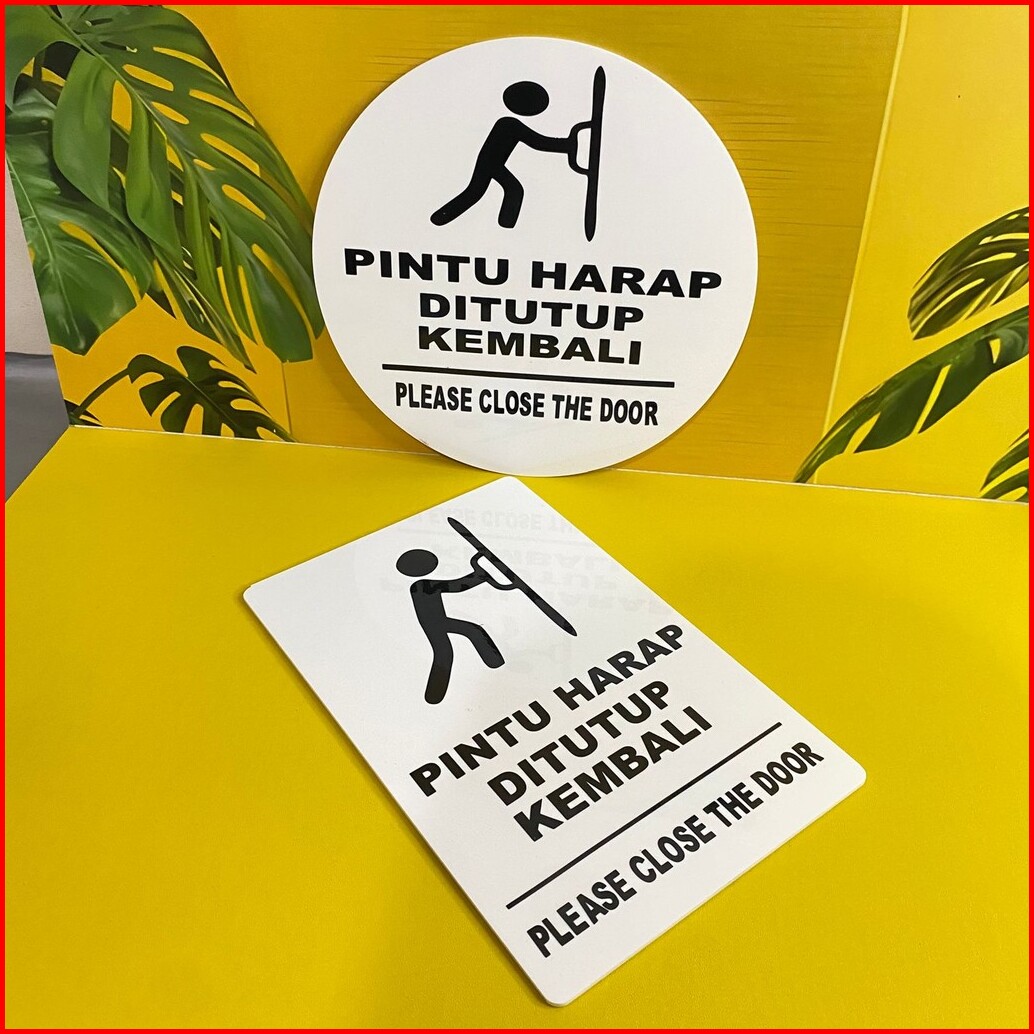 PINTU HARAP
DITUTUP
KEMBALI
PLEASE CLOSE THE DOOR
PINTU HARAP
DITUTUP
KEMBALI
PLEASE CLOSE THE DOOR